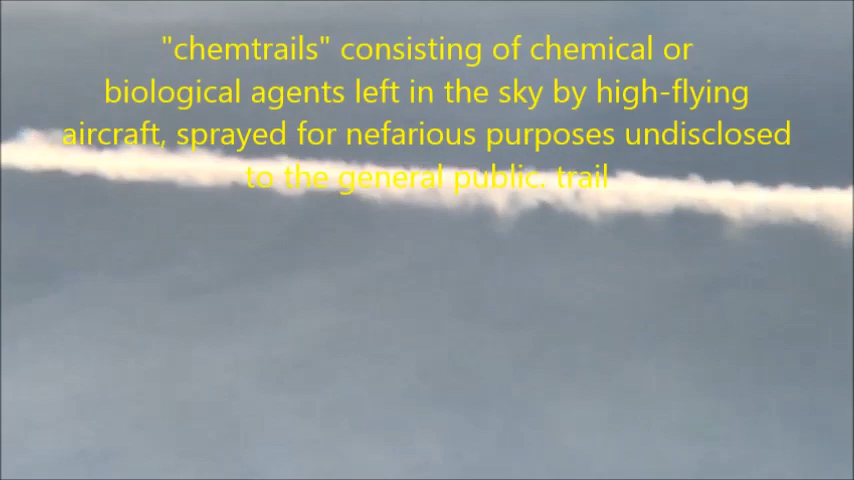 "chemtrails" consisting of chemical or
biological agents left in the sky by high-flying
aircraft, sprayed for nefarious purposes undisclosed
to the general public. trail